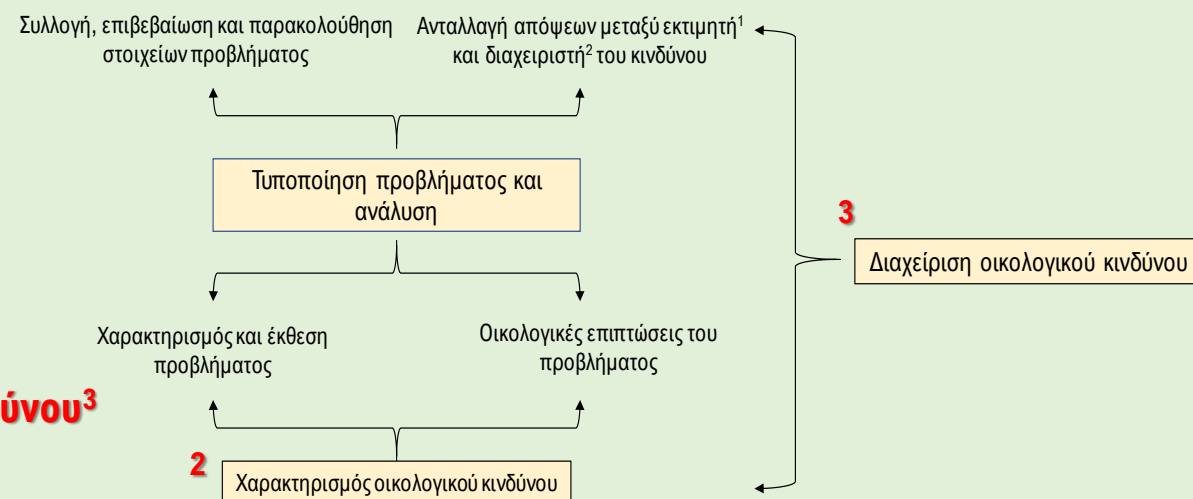 Συλλογή, επιβεβαίωση και παρακολούθηση
στοιχείων προβλήματος
Ανταλλαγή απόψεων μεταξύ εκτιμητή¹
και διαχειριστή² του κινδύνου
Τυποποίηση προβλήματος και
ανάλυση
3
Διαχείριση οικολογικού κινδύνου
Χαρακτηρισμός και έκθεση
προβλήματος
Οικολογικές επιπτώσεις του
προβλήματος
ύνου³
2
Χαρακτηρισμός οικολογικού κινδύνου